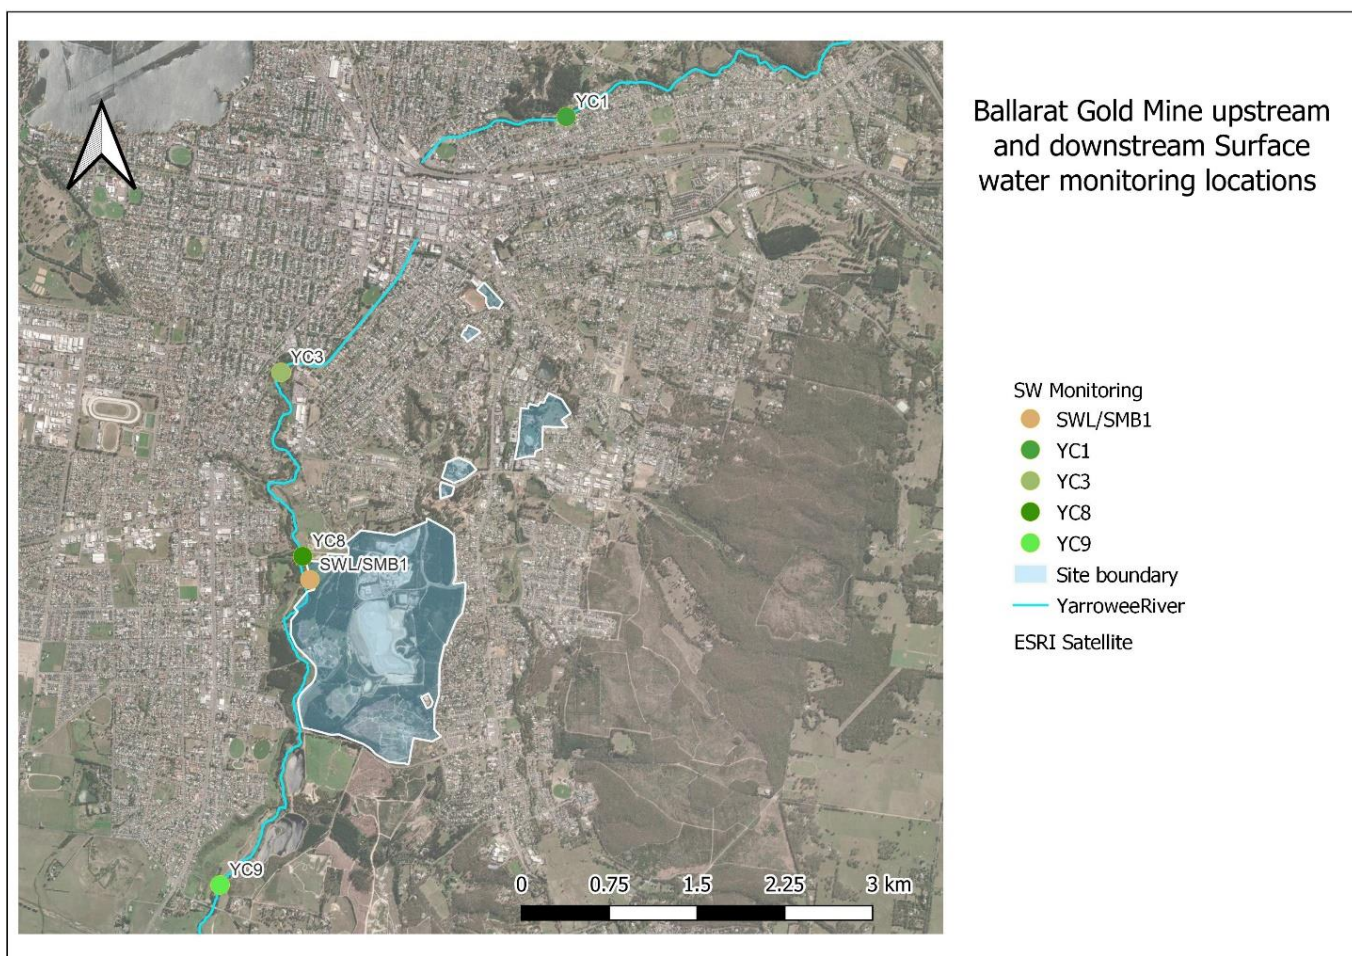 Ballarat Gold Mine upstream
and downstream Surface
water monitoring locations
YC1
YC3
YC8
SWL/SMB1
YC9
0 0.75 1.5 2.25 3 km
SW Monitoring
SWL/SMB1
YC1
YC3
YC8
YC9
Site boundary
YarroweeRiver
ESRI Satellite